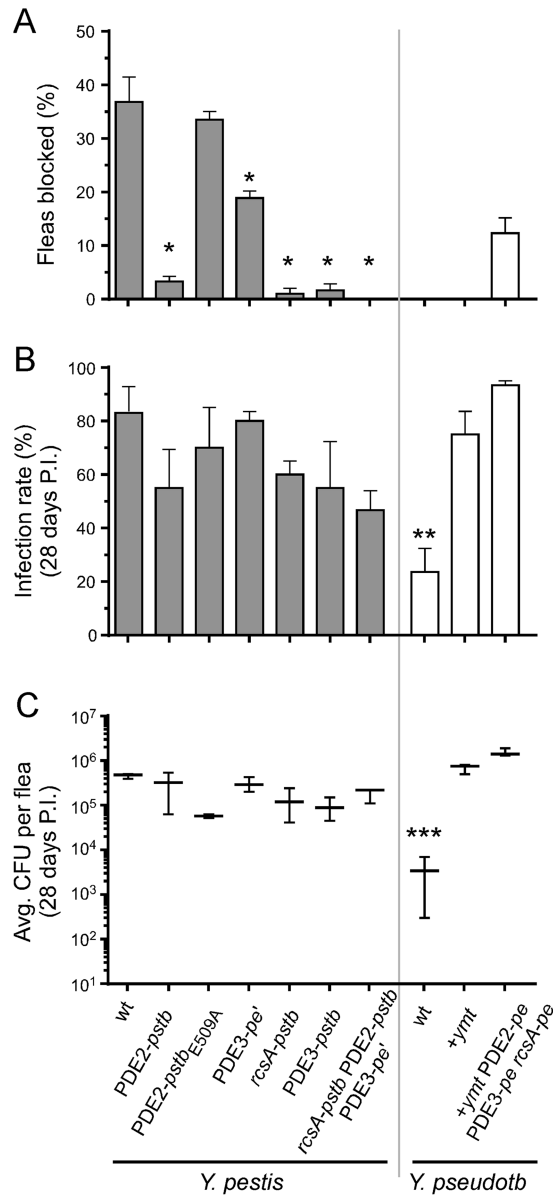 A
Fleas blocked (%)
50
40
30
20
10
0
*
*
*
*
*
B
Infection rate (%)
(28 days P.I.)
100
80
60
40
20
0
**
C
Avg. CFU per flea
(28 days P.I.)
10^7
10^6
10^5
10^4
10^3
10^2
10^1
***
wt
PDE2-pstb
PDE2-pstbE509A
PDE3-pe'
rcsA-pstb
PDE3-pstb
rcsA-pstb PDE2-pstb
PDE3-pe'
wt
+ymt
+ymt PDE2-pe
PDE3-pe rcsA-pe
Y. pestis
Y. pseudotb